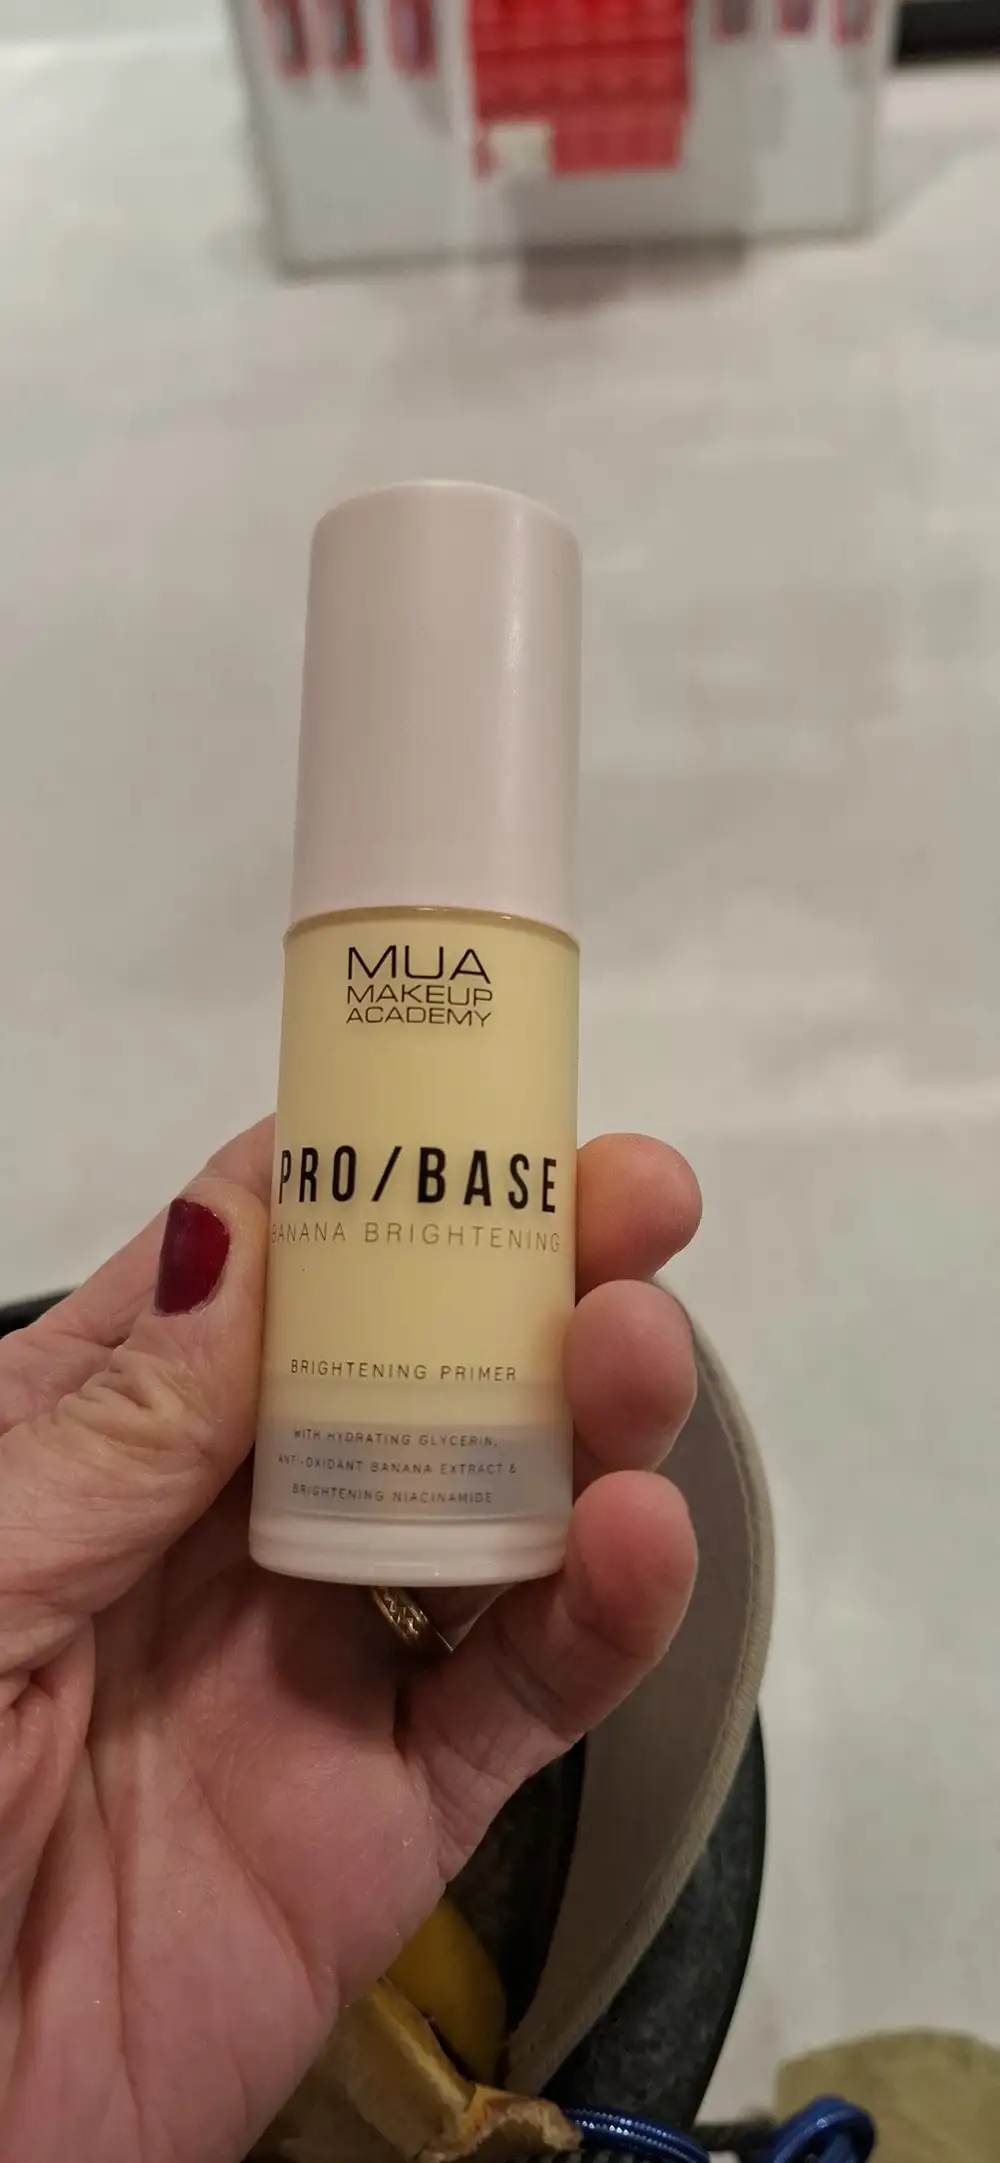 MUA
MAKEUP
ACADEMY
PRO/BASE
BANANA BRIGHTENING
BRIGHTENING PRIMER
WITH HYDRATING GLYCERIN,
ANTI-OXIDANT BANANA EXTRACT &
BRIGHTENING NIACINAMIDE